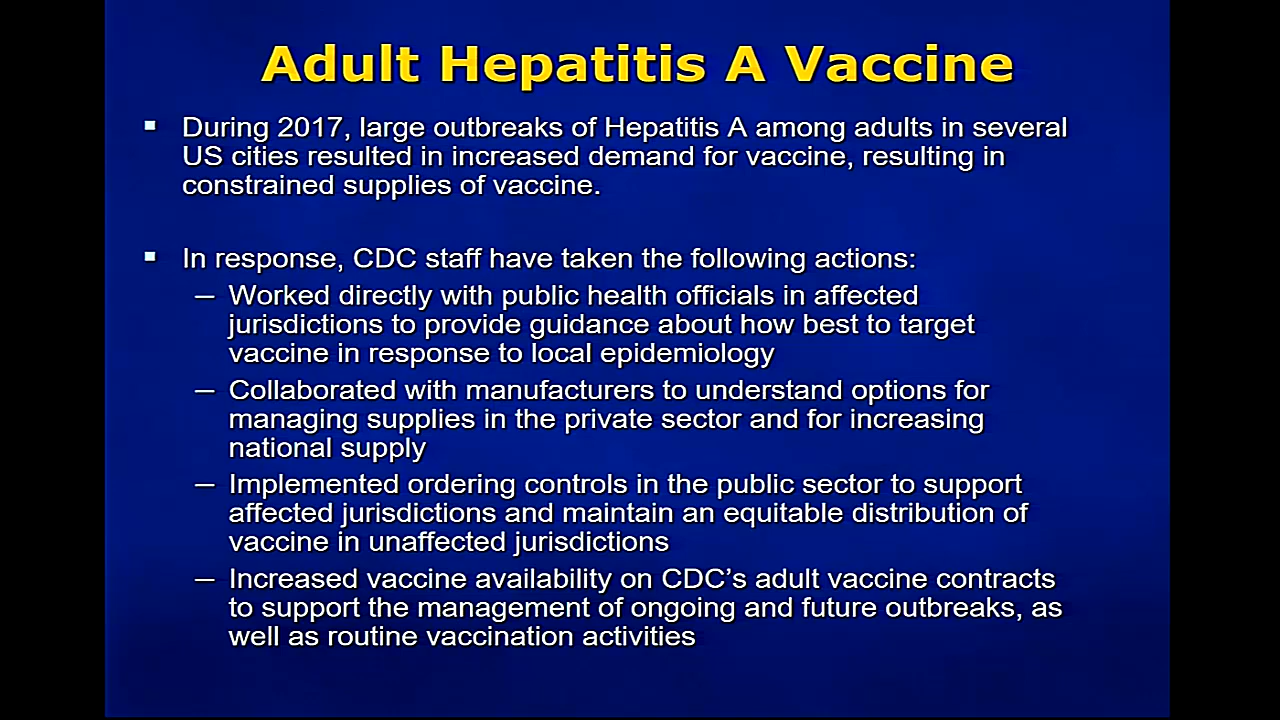 Adult Hepatitis A Vaccine
▪ During 2017, large outbreaks of Hepatitis A among adults in several
US cities resulted in increased demand for vaccine, resulting in
constrained supplies of vaccine.
▪ In response, CDC staff have taken the following actions:
– Worked directly with public health officials in affected
jurisdictions to provide guidance about how best to target
vaccine in response to local epidemiology
– Collaborated with manufacturers to understand options for
managing supplies in the private sector and for increasing
national supply
– Implemented ordering controls in the public sector to support
affected jurisdictions and maintain an equitable distribution of
vaccine in unaffected jurisdictions
– Increased vaccine availability on CDC’s adult vaccine contracts
to support the management of ongoing and future outbreaks, as
well as routine vaccination activities